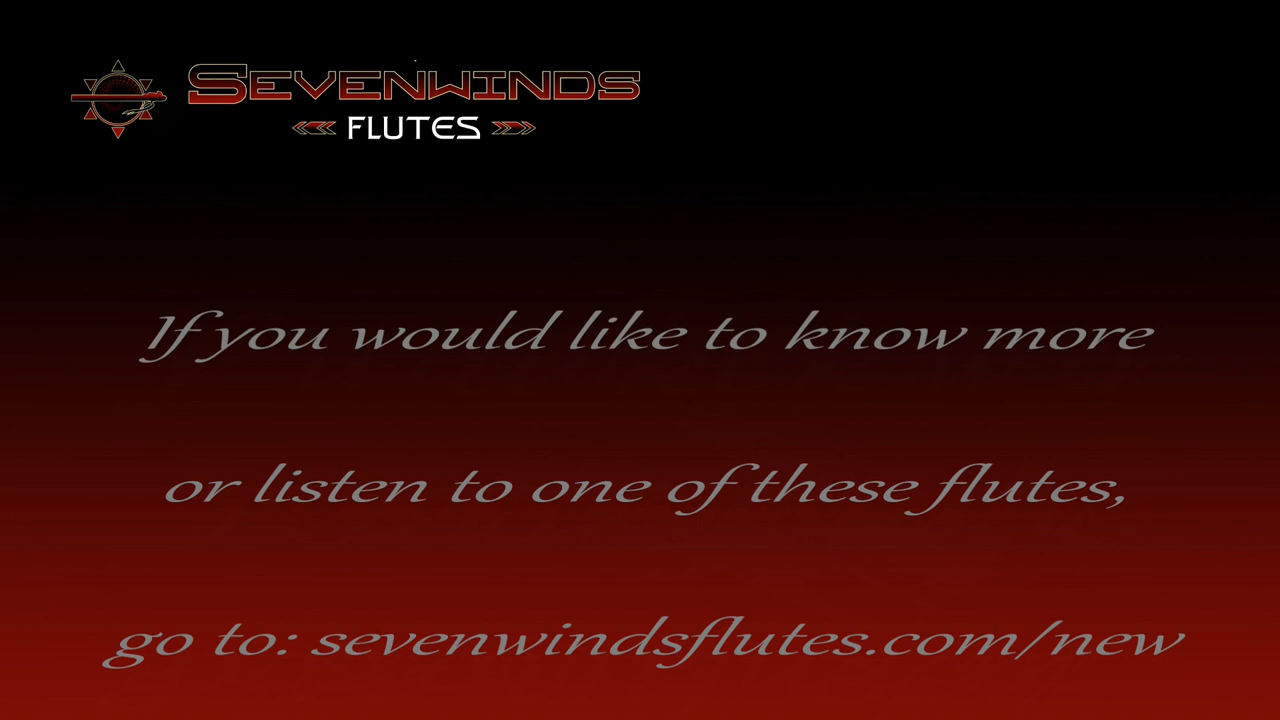 SEVENWINDS
FLUTES
If you would like to know more
or listen to one of these flutes,
go to: sevenwindsflutes.com/new